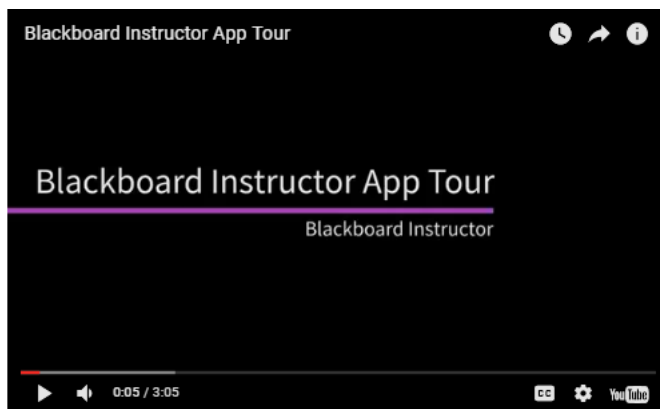 Blackboard Instructor App Tour
Blackboard Instructor App Tour
Blackboard Instructor
0:05 / 3:05
CC
YouTube